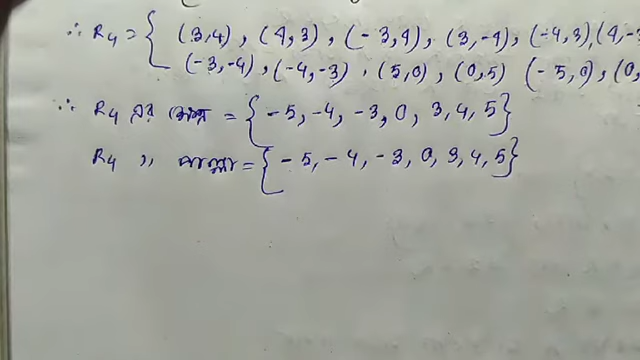 ∴ R₄ = { (3,4), (4,3), (-3,4), (3,-4), (-4,3), (4,-3
(-3,-4), (-4,-3), (5,0), (0,5) (-5,0), (0,
∴ R₄ এর ডোমেন = { -5, -4, -3, 0, 3, 4, 5 }
R₄ ,, পাল্লা = { -5, -4, -3, 0, 3, 4, 5 }